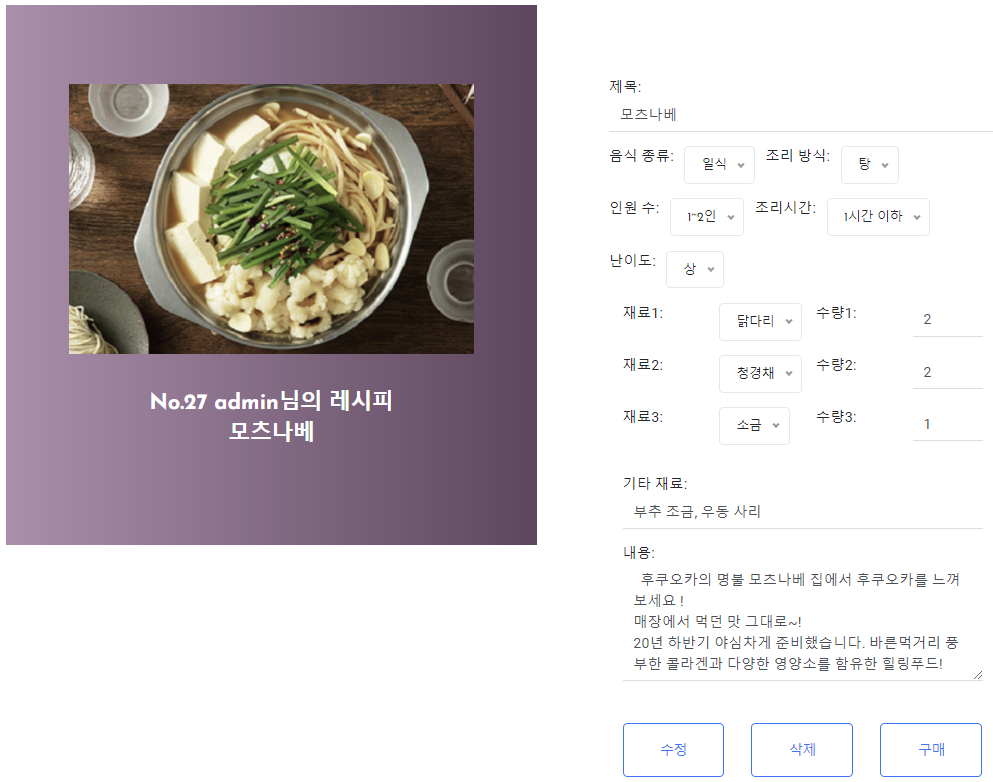 No.27 admin님의 레시피
모츠나베
제목:
모츠나베
음식 종류: 일식 조리 방식: 탕
인원 수: 1~2인 조리시간: 1시간 이하
난이도: 상
재료1: 닭다리 수량1: 2
재료2: 청경채 수량2: 2
재료3: 소금 수량3: 1
기타 재료:
부추 조금, 우동 사리
내용:
후쿠오카의 명불 모츠나베 집에서 후쿠오카를 느껴
보세요 !
매장에서 먹던 맛 그대로~!
20년 하반기 야심차게 준비했습니다. 바른먹거리 풍
부한 콜라겐과 다양한 영양소를 함유한 힐링푸드!
수정 삭제 구매